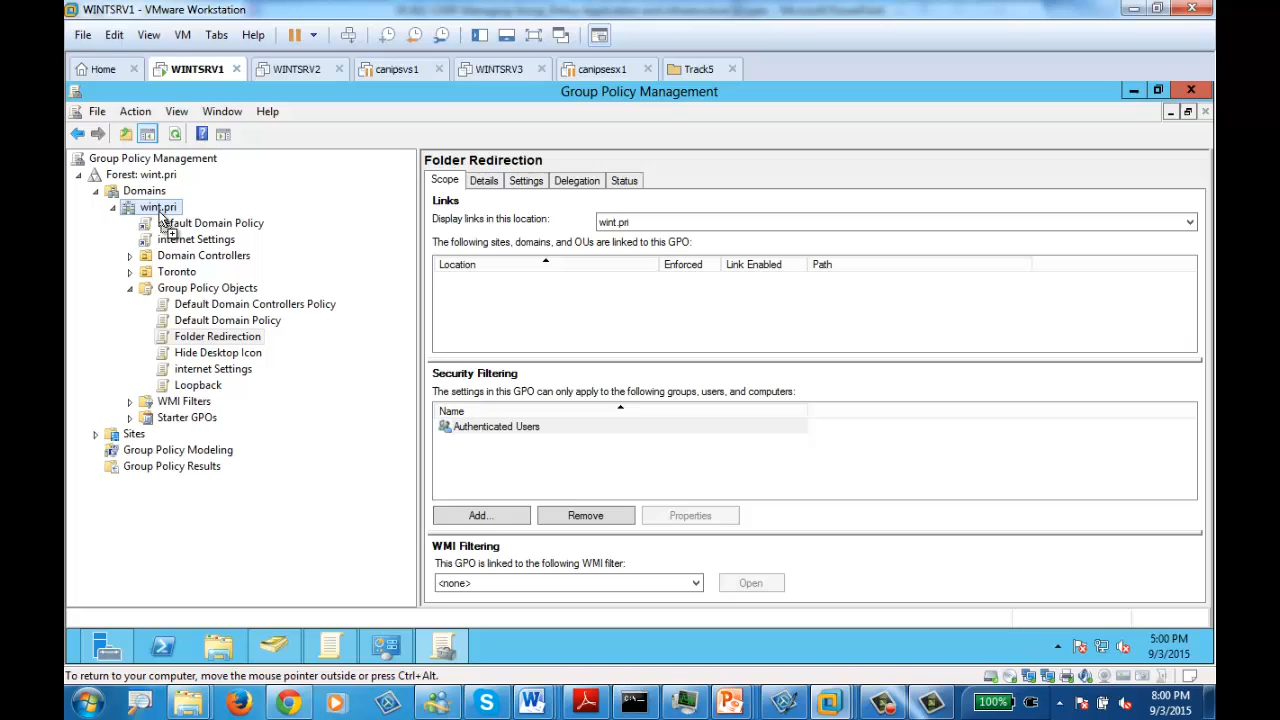 WINTSRV1 - VMware Workstation
File Edit View VM Tabs Help
Home WINTSRV1 WINTSRV2 canipsvs1 WINTSRV3 canipsesx1 Track5
Group Policy Management
File Action View Window Help
Group Policy Management
Forest: wint.pri
Domains
wint.pri
Default Domain Policy
internet Settings
Domain Controllers
Toronto
Group Policy Objects
Default Domain Controllers Policy
Default Domain Policy
Folder Redirection
Hide Desktop Icon
internet Settings
Loopback
WMI Filters
Starter GPOs
Sites
Group Policy Modeling
Group Policy Results
Folder Redirection
Scope Details Settings Delegation Status
Links
Display links in this location: wint.pri
The following sites, domains, and OUs are linked to this GPO:
Location Enforced Link Enabled Path
Security Filtering
The settings in this GPO can only apply to the following groups, users, and computers:
Name
Authenticated Users
Add... Remove Properties
WMI Filtering
This GPO is linked to the following WMI filter:
<none> Open
5:00 PM
9/3/2015
To return to your computer, move the mouse pointer outside or press Ctrl+Alt.
100% 8:00 PM
9/3/2015